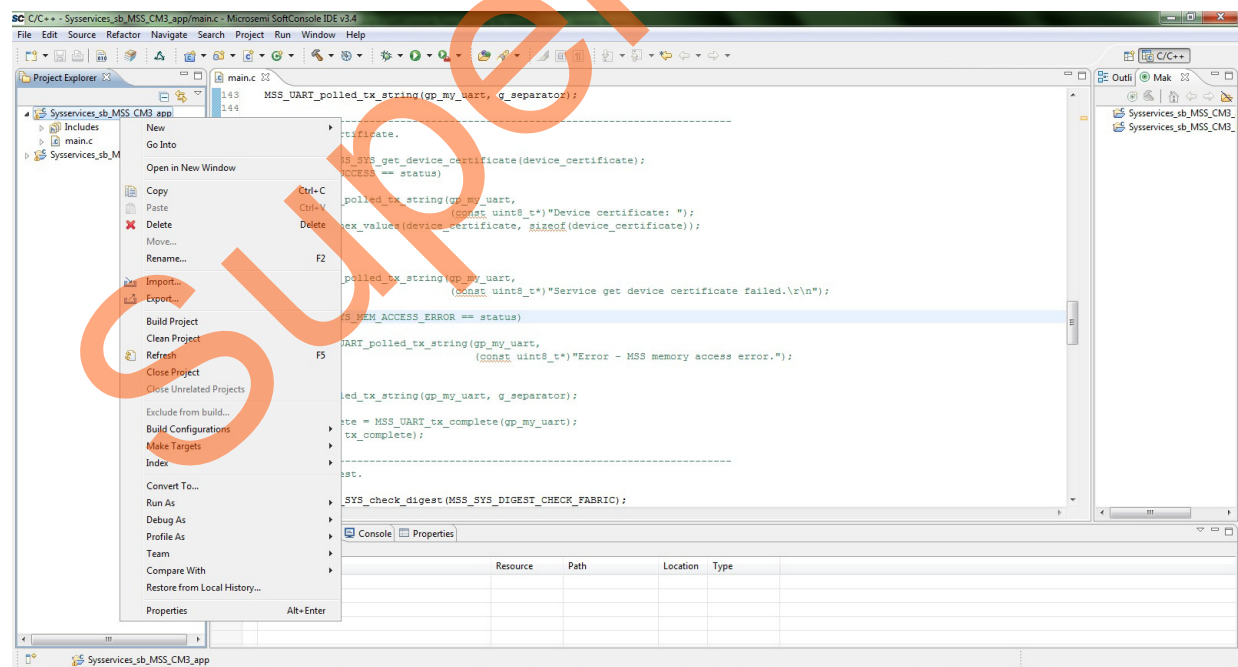 SC C/C++ - Sysservices_sb_MSS_CM3_app/main.c - Microsemi SoftConsole IDE v3.4
File Edit Source Refactor Navigate Search Project Run Window Help
C/C++
Project Explorer
main.c
Outli
Mak
Sysservices_sb_MSS_CM3_app
Includes
main.c
Sysservices_sb_M
Sysservices_sb_MSS_CM3_
Sysservices_sb_MSS_CM3_
New
Go Into
Open in New Window
Copy Ctrl+C
Paste Ctrl+V
Delete Delete
Move...
Rename... F2
Import...
Export...
Build Project
Clean Project
Refresh F5
Close Project
Close Unrelated Projects
Exclude from build...
Build Configurations
Make Targets
Index
Convert To...
Run As
Debug As
Profile As
Team
Compare With
Restore from Local History...
Properties Alt+Enter
143 MSS_UART_polled_tx_string(gp_my_uart, g_separator);
144
--------------------------------------------------------------
rtificate.
SS_SYS_get_device_certificate(device_certificate);
UCCESS == status)
_polled_tx_string(gp_my_uart,
(const uint8_t*)"Device certificate: ");
hex_values(device_certificate, sizeof(device_certificate));
_polled_tx_string(gp_my_uart,
(const uint8_t*)"Service get device certificate failed.\r\n");
YS_MEM_ACCESS_ERROR == status)
UART_polled_tx_string(gp_my_uart,
(const uint8_t*)"Error - MSS memory access error.");
led_tx_string(gp_my_uart, g_separator);
ete = MSS_UART_tx_complete(gp_my_uart);
tx_complete);
--------------------------------------------------------------
est.
_SYS_check_digest(MSS_SYS_DIGEST_CHECK_FABRIC);
Console
Properties
Resource Path Location Type
Sysservices_sb_MSS_CM3_app
Super